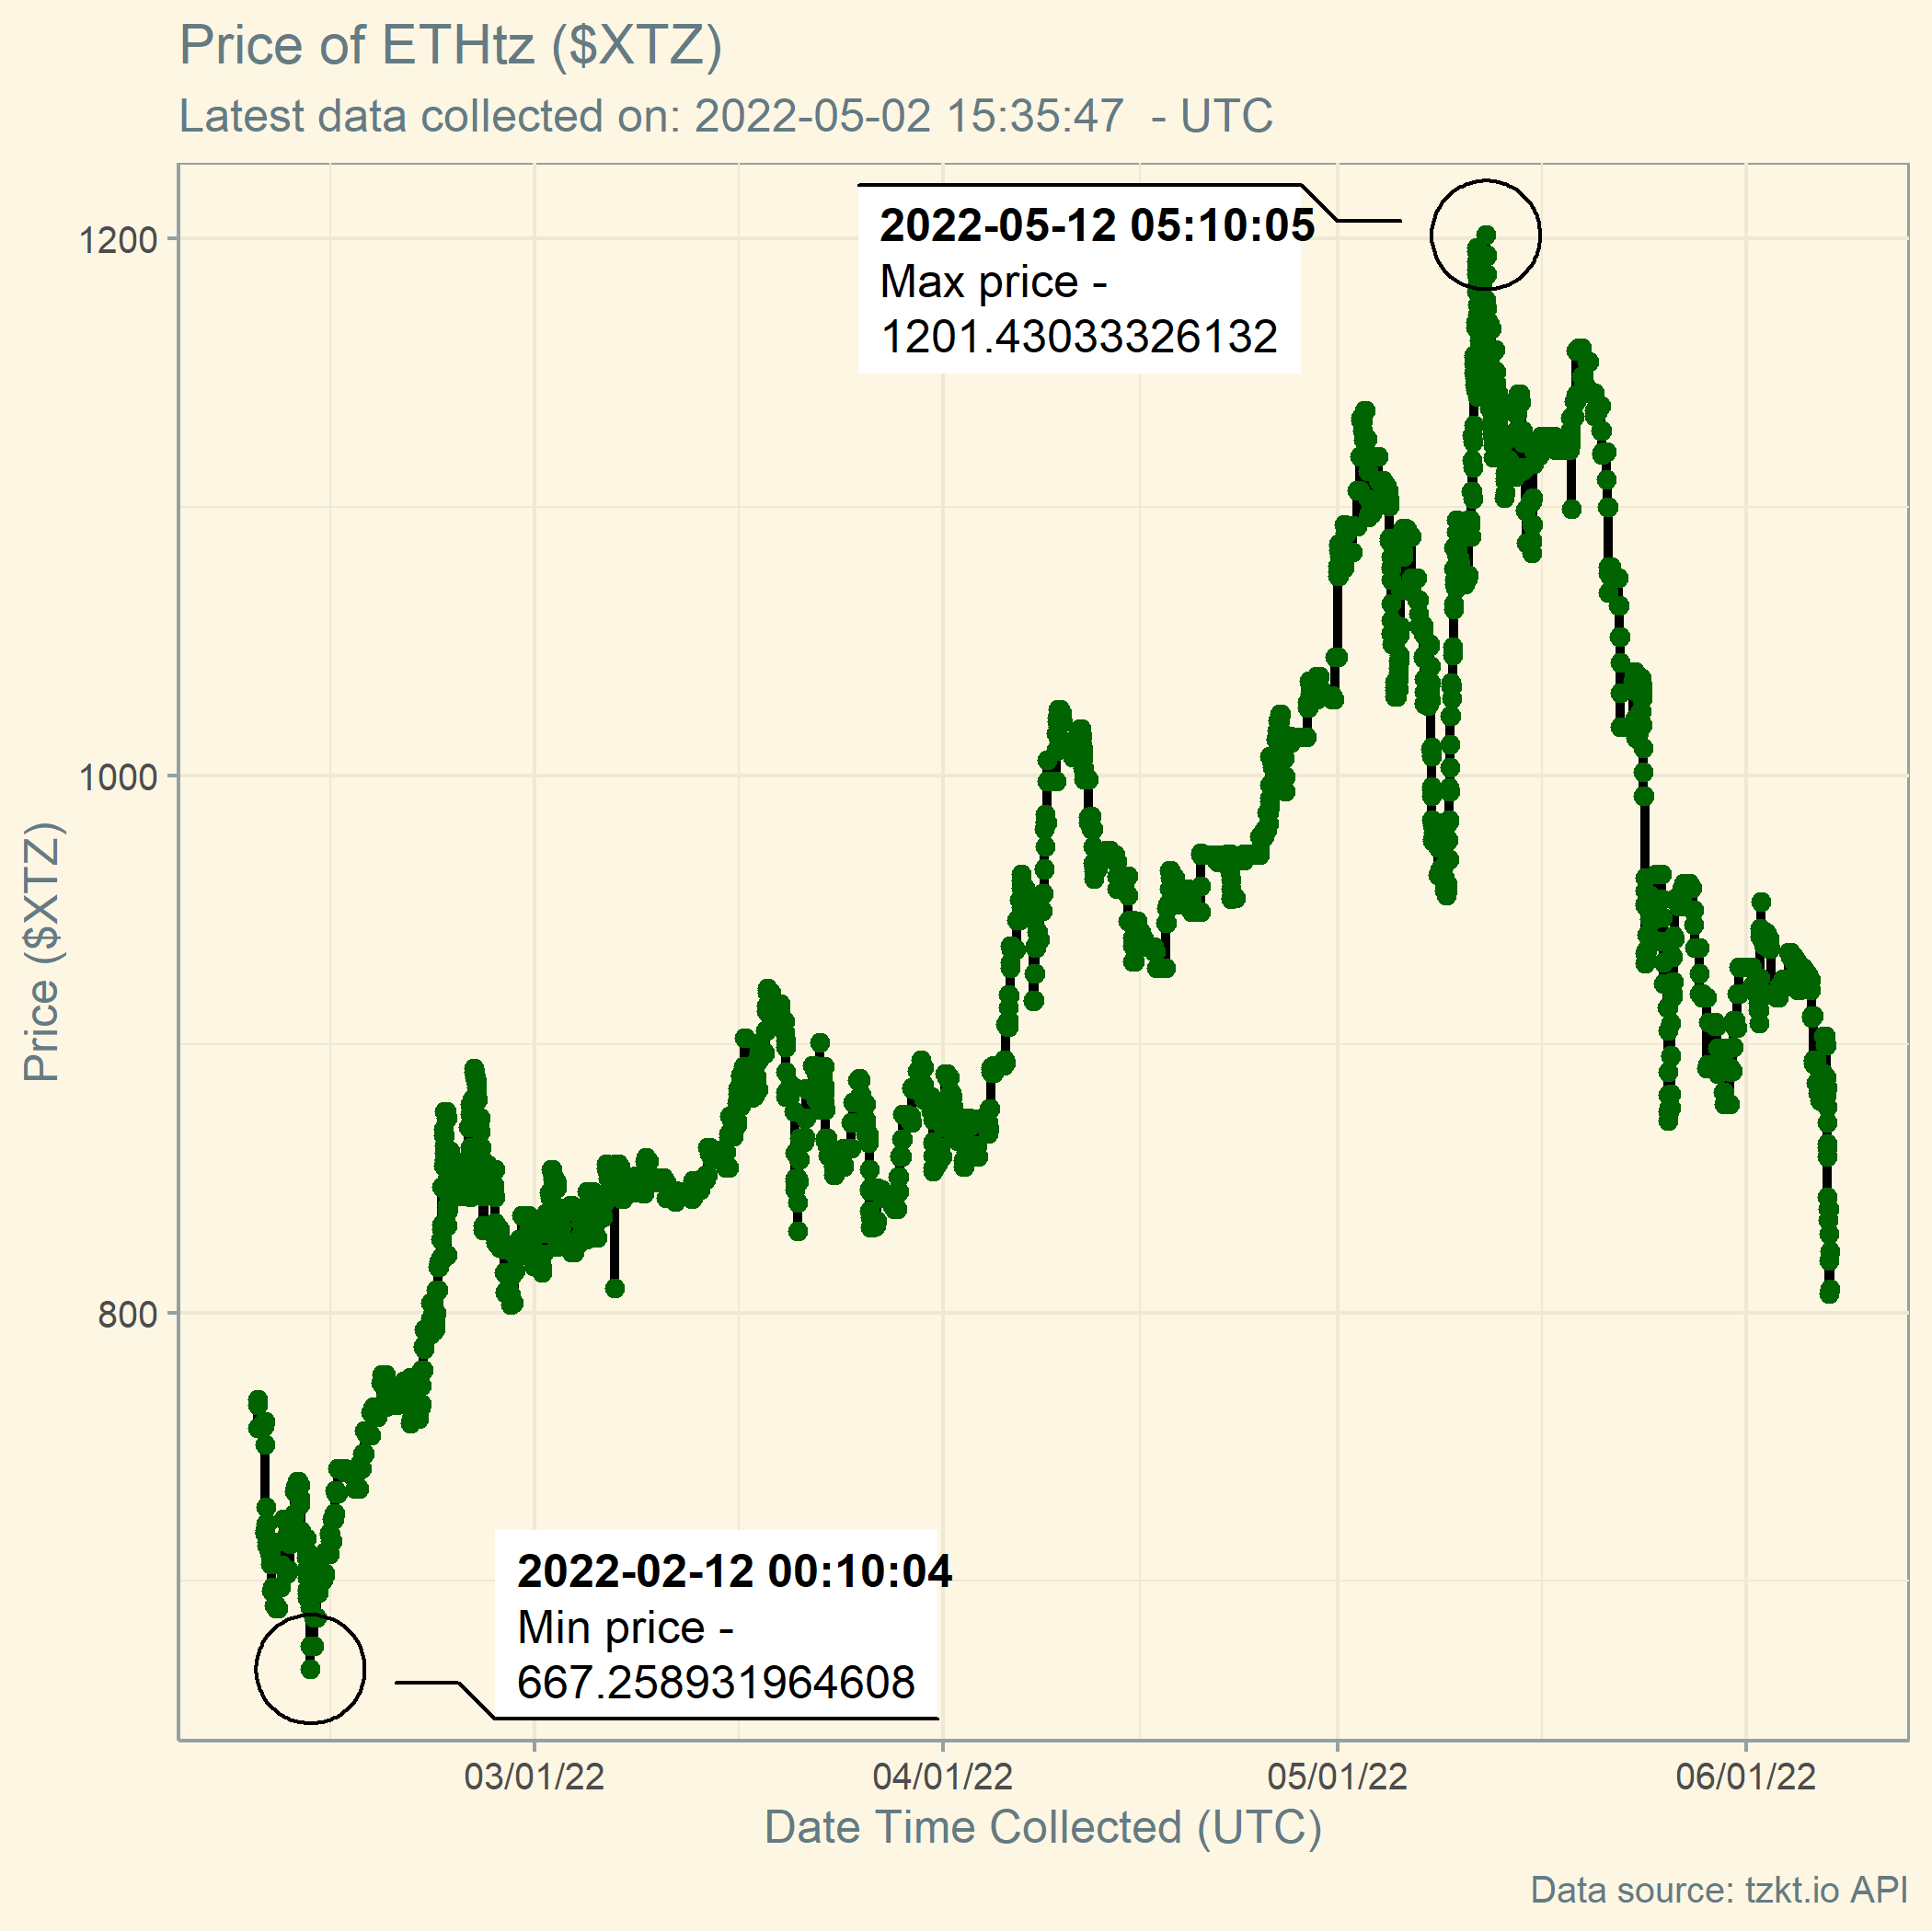 Price of ETHtz ($XTZ)
Latest data collected on: 2022-05-02 15:35:47  - UTC
2022-05-12 05:10:05
Max price -
1201.43033326132
1200
1000
800
Price ($XTZ)
2022-02-12 00:10:04
Min price -
667.258931964608
03/01/22
04/01/22
05/01/22
06/01/22
Date Time Collected (UTC)
Data source: tzkt.io API